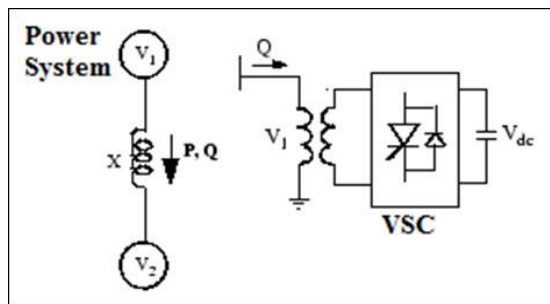 Power
System
V1
X
P, Q
V2
Q
V1
Vdc
VSC